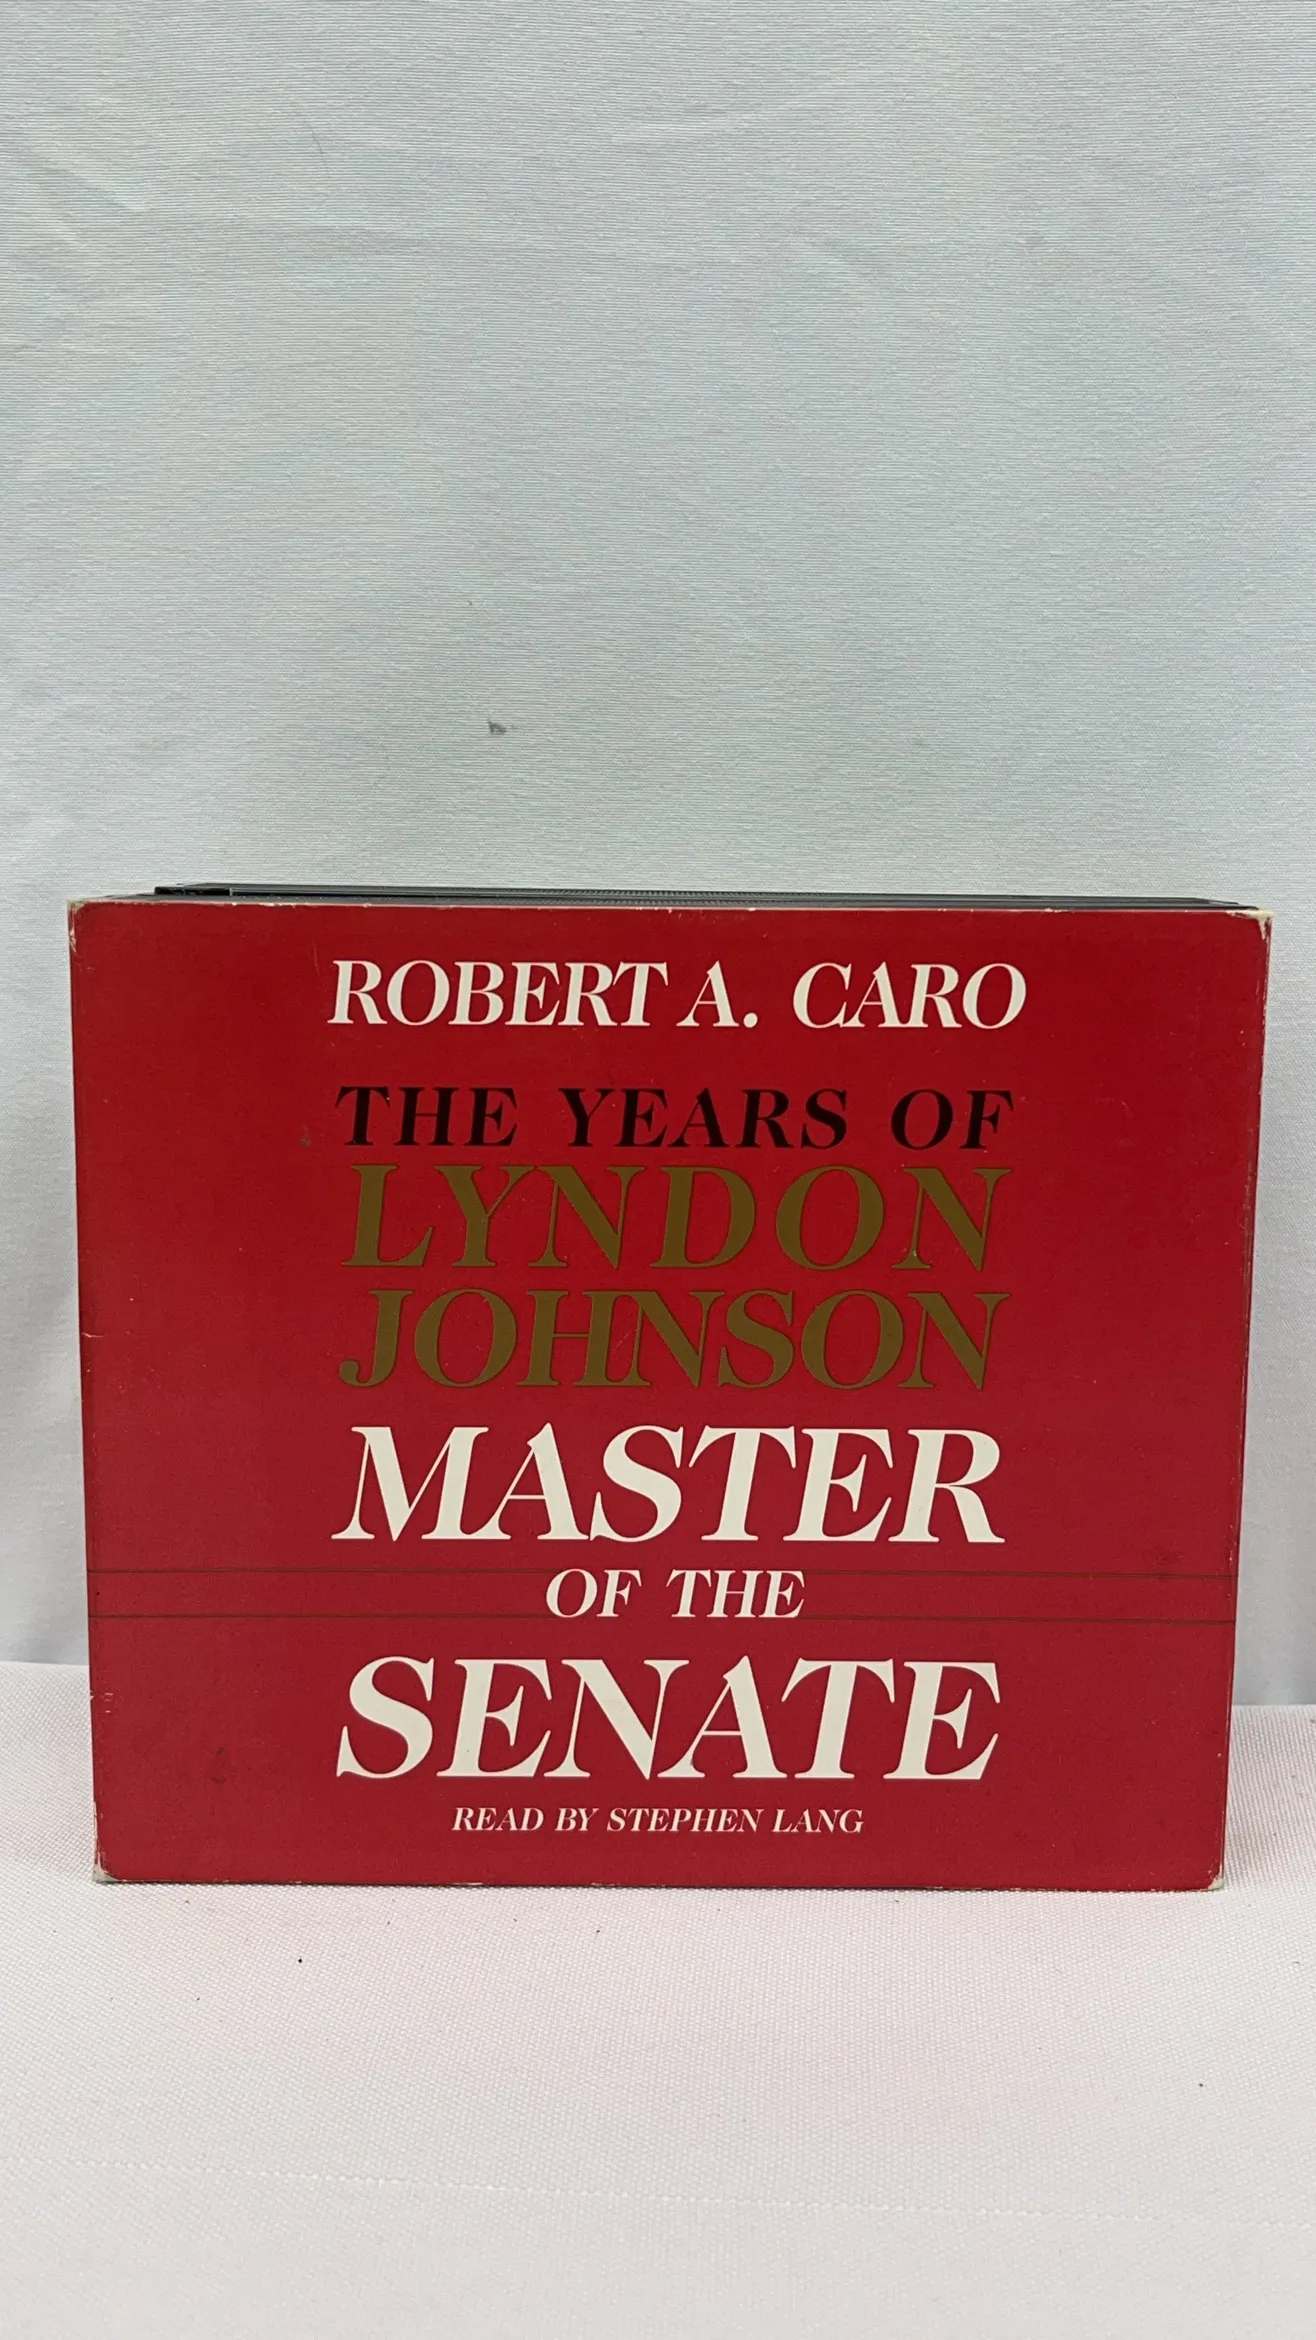 ROBERT A. CARO
THE YEARS OF
LYNDON
JOHNSON
MASTER
OF THE
SENATE
READ BY STEPHEN LANG